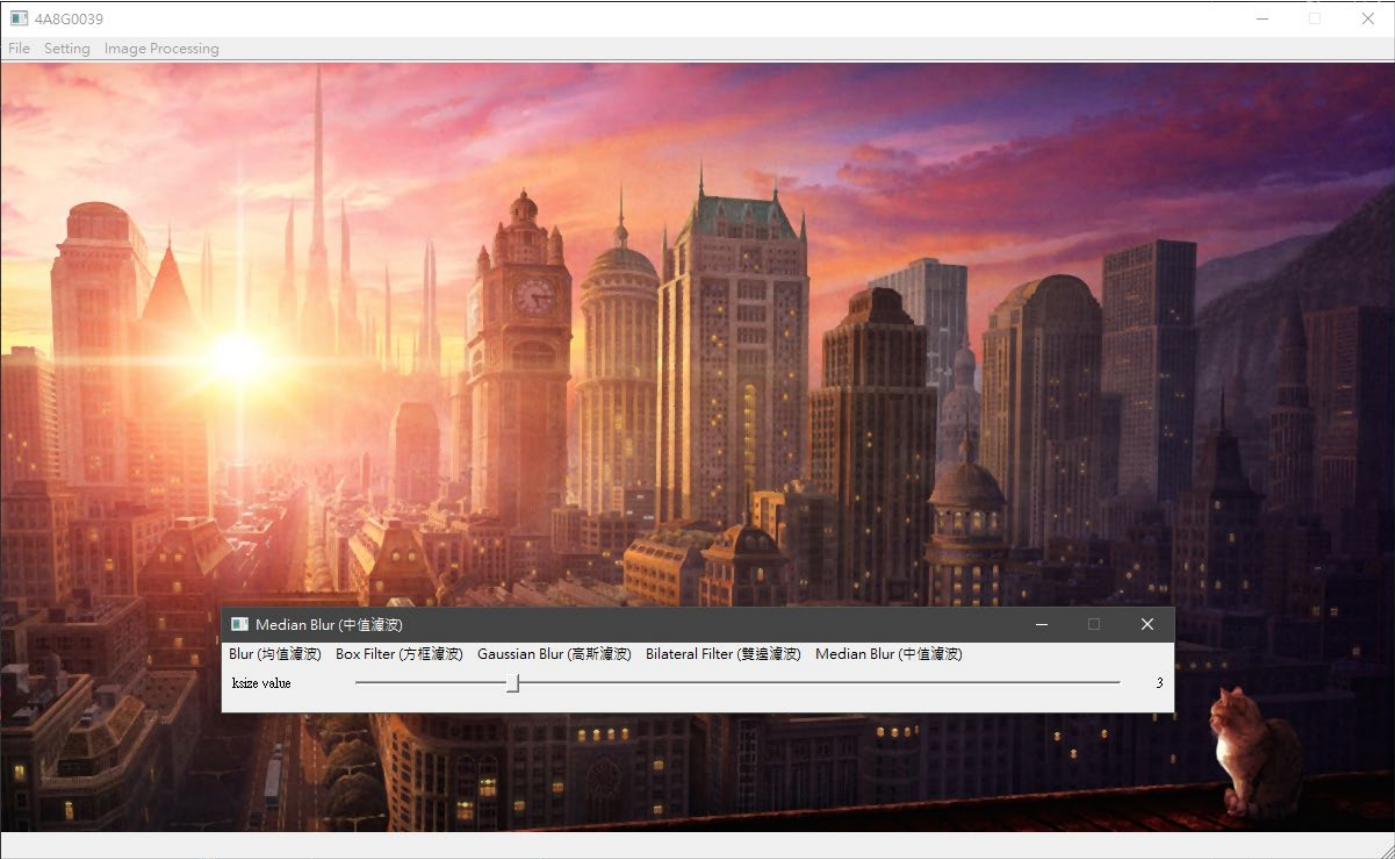 4A8G0039
File Setting Image Processing
Median Blur (中值濾波)
Blur (均值濾波) Box Filter (方框濾波) Gaussian Blur (高斯濾波) Bilateral Filter (雙邊濾波) Median Blur (中值濾波)
ksize value 3